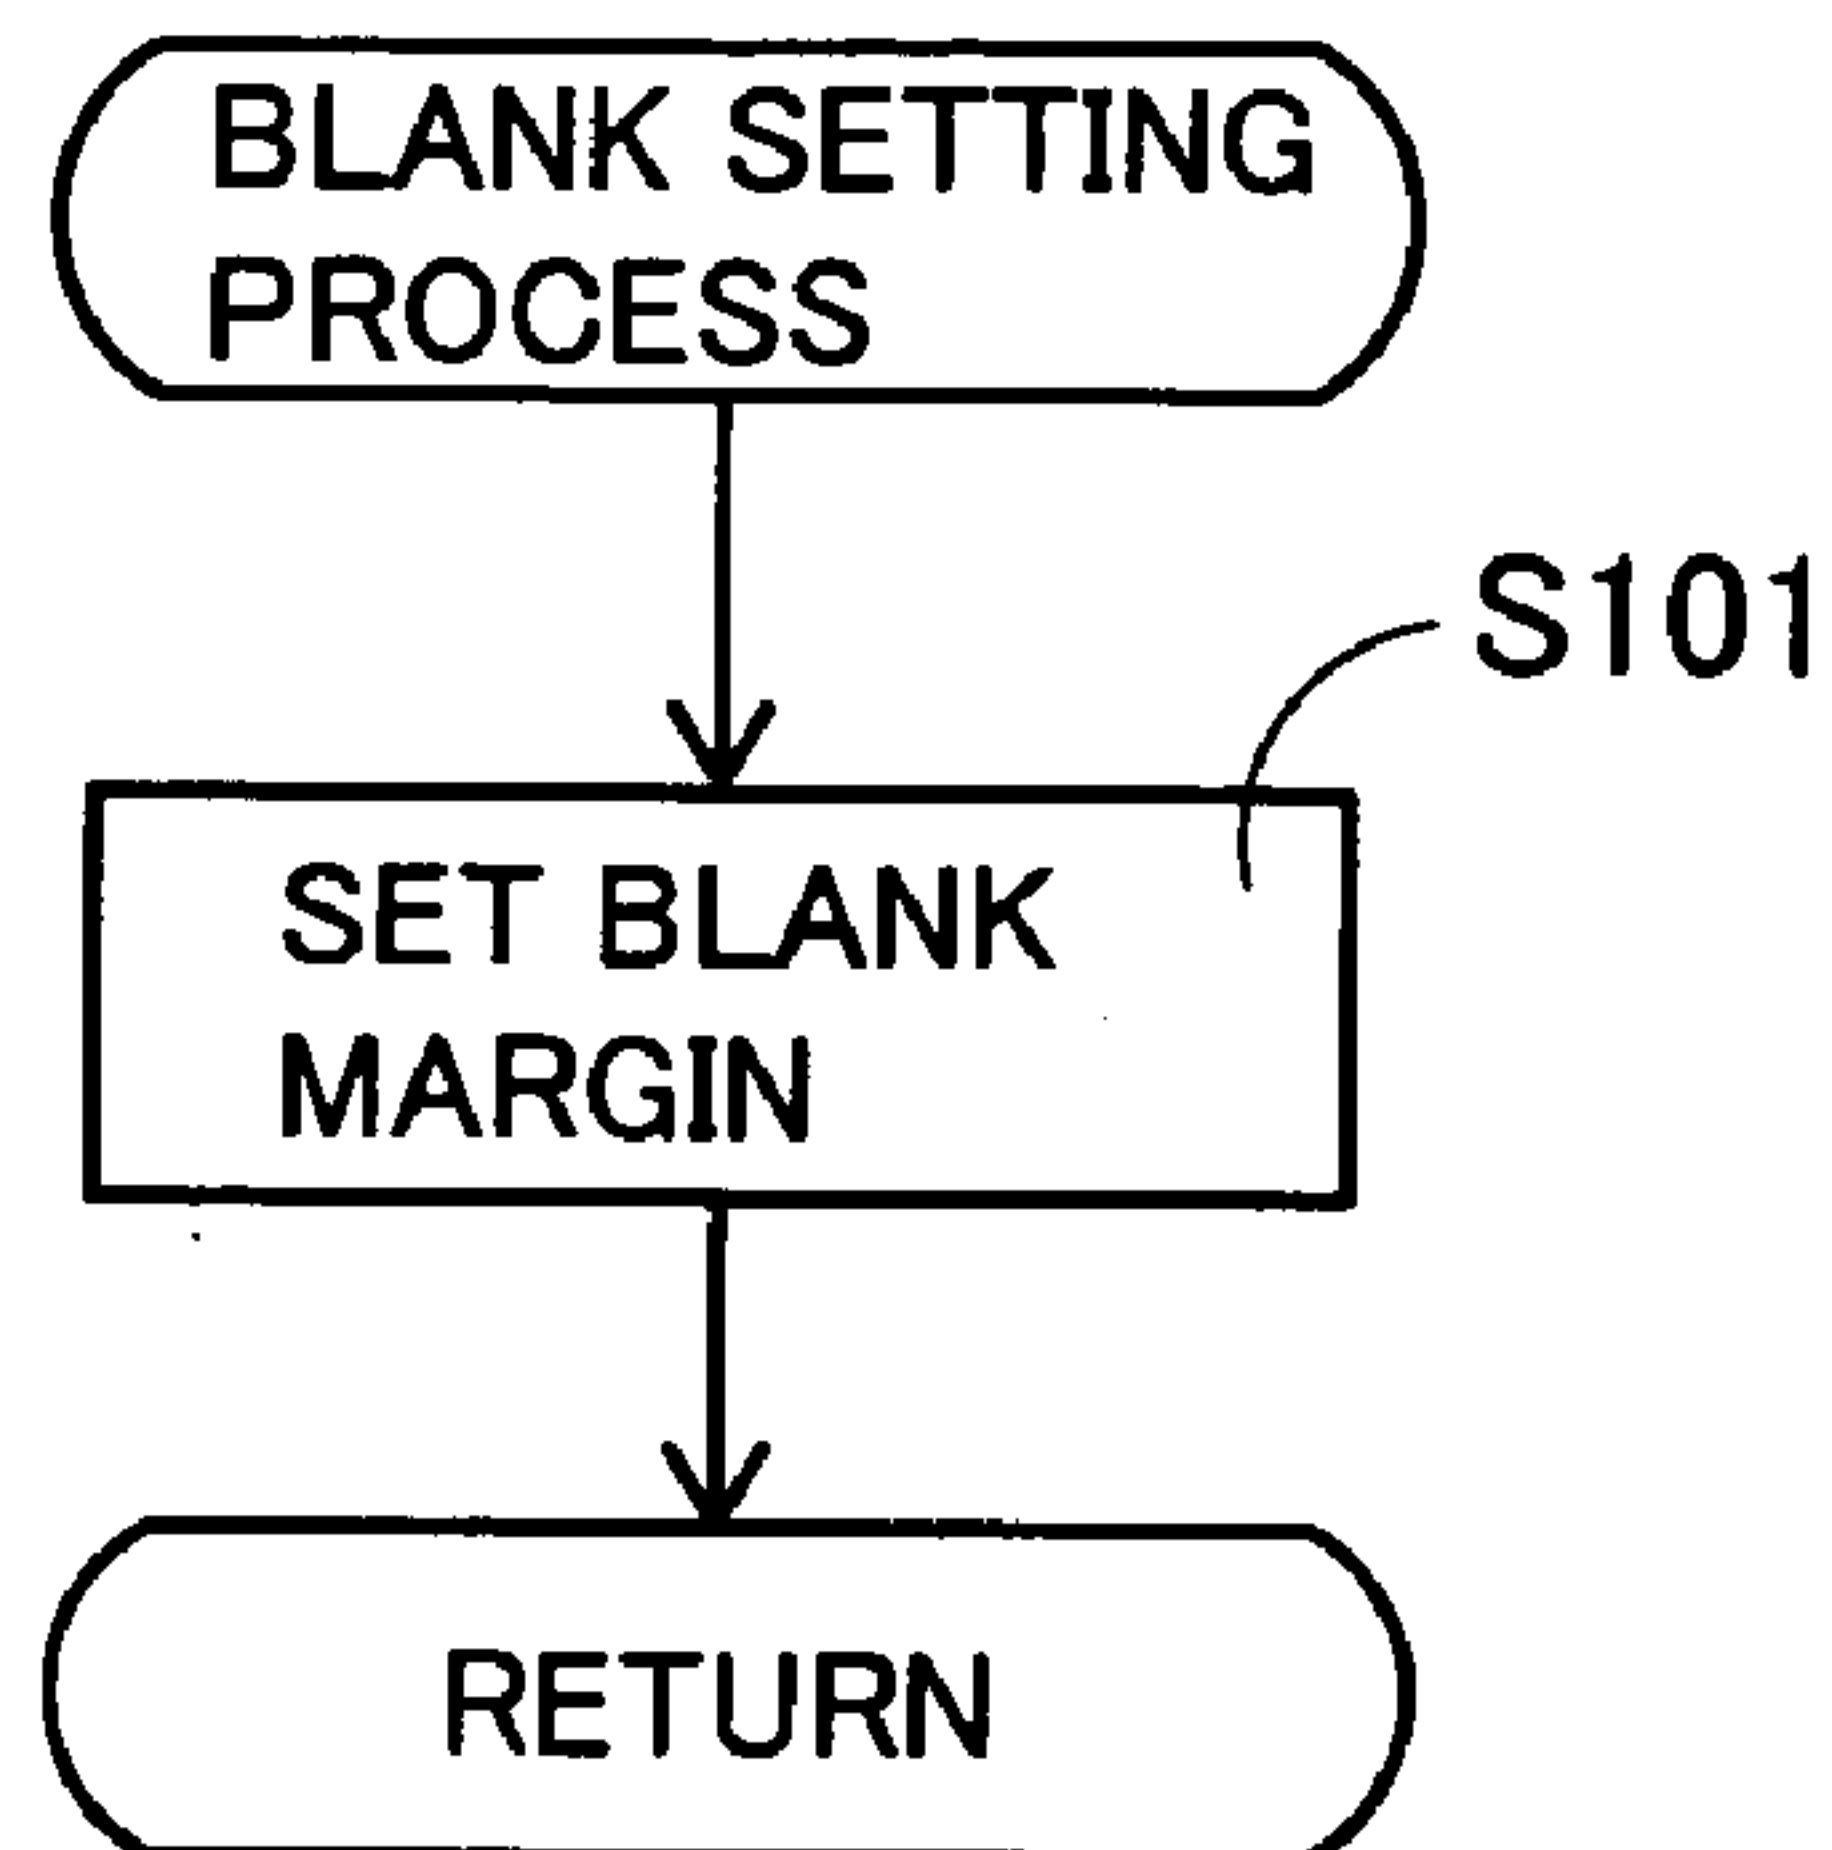 BLANK SETTING
PROCESS
S101
SET BLANK
MARGIN
RETURN